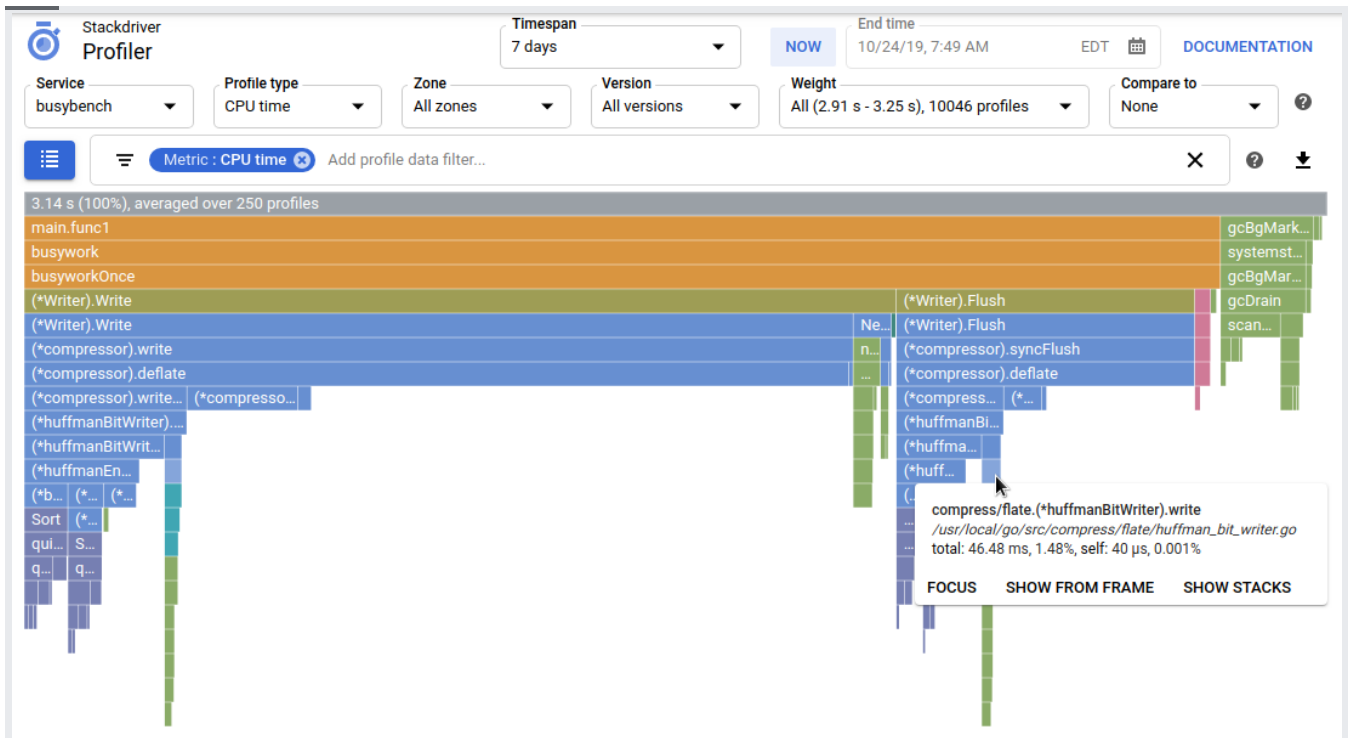 Stackdriver
Profiler
Timespan
7 days
NOW
End time
10/24/19, 7:49 AM EDT
DOCUMENTATION
Service
busybench
Profile type
CPU time
Zone
All zones
Version
All versions
Weight
All (2.91 s - 3.25 s), 10046 profiles
Compare to
None
Metric : CPU time
Add profile data filter...
3.14 s (100%), averaged over 250 profiles
main.func1 gcBgMark...
busywork systemst...
busyworkOnce gcBgMar...
(*Writer).Write (*Writer).Flush gcDrain
(*Writer).Write Ne... (*Writer).Flush scan...
(*compressor).write n... (*compressor).syncFlush
(*compressor).deflate ... (*compressor).deflate
(*compressor).write... (*compresso... (*compress... (*...
(*huffmanBitWriter).... (*huffmanBi...
(*huffmanBitWrit... (*huffma...
(*huffmanEn... (*huff...
(*b... (*... (*... (.
Sort (*... ...
qui... S... ...
q... q...
compress/flate.(*huffmanBitWriter).write
/usr/local/go/src/compress/flate/huffman_bit_writer.go
total: 46.48 ms, 1.48%, self: 40 µs, 0.001%
FOCUS SHOW FROM FRAME SHOW STACKS